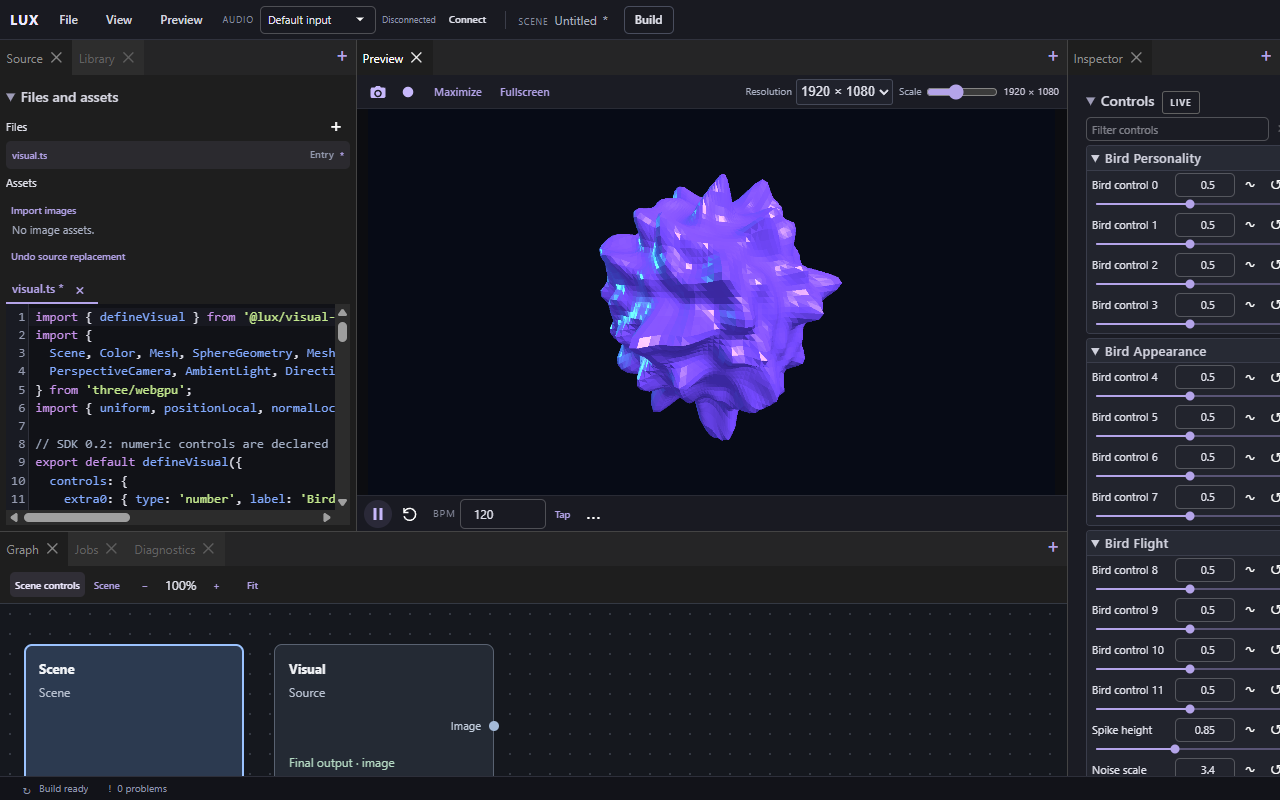 LUX File View Preview AUDIO Default input Disconnected Connect SCENE Untitled * Build
Source Library +
Files and assets
Files +
visual.ts Entry *
Assets
Import images
No image assets.
Undo source replacement
visual.ts * ×
1 import { defineVisual } from '@lux/visual-
2 import {
3 Scene, Color, Mesh, SphereGeometry, Mesh
4 PerspectiveCamera, AmbientLight, Directi
5 } from 'three/webgpu';
6 import { uniform, positionLocal, normalLoc
7
8 // SDK 0.2: numeric controls are declared
9 export default defineVisual({
10 controls: {
11 extra0: { type: 'number', label: 'Bird
Preview +
Maximize Fullscreen Resolution 1920 × 1080 Scale 1920 × 1080
BPM 120 Tap ...
Graph Jobs Diagnostics +
Scene controls Scene − 100% + Fit
Scene
Scene
Visual
Source
Image
Final output · image
Inspector +
Controls LIVE
Filter controls
Bird Personality
Bird control 0 0.5
Bird control 1 0.5
Bird control 2 0.5
Bird control 3 0.5
Bird Appearance
Bird control 4 0.5
Bird control 5 0.5
Bird control 6 0.5
Bird control 7 0.5
Bird Flight
Bird control 8 0.5
Bird control 9 0.5
Bird control 10 0.5
Bird control 11 0.5
Spike height 0.85
Noise scale 3.4
Build ready ! 0 problems